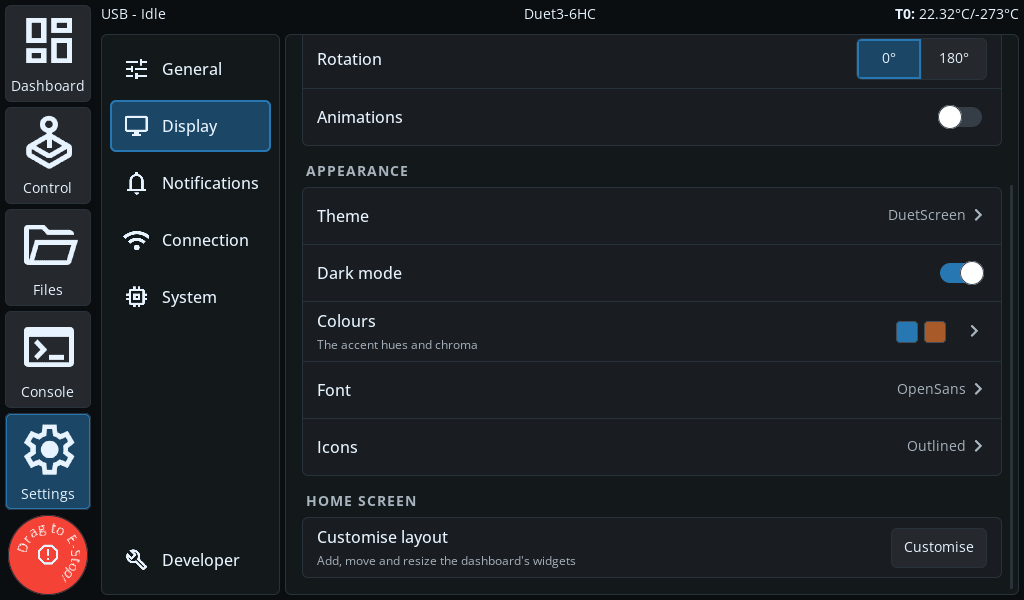 USB - Idle
Duet3-6HC
T0: 22.32°C/-273°C
Dashboard
Control
Files
Console
Settings
Drag to E-Stop!
General
Display
Notifications
Connection
System
Developer
Rotation
0°
180°
Animations
APPEARANCE
Theme
DuetScreen
Dark mode
Colours
The accent hues and chroma
Font
OpenSans
Icons
Outlined
HOME SCREEN
Customise layout
Add, move and resize the dashboard's widgets
Customise